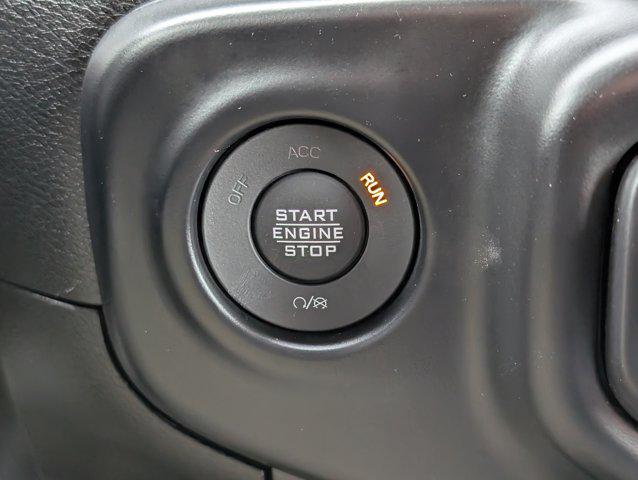 OFF
ACC
RUN
START
ENGINE
STOP